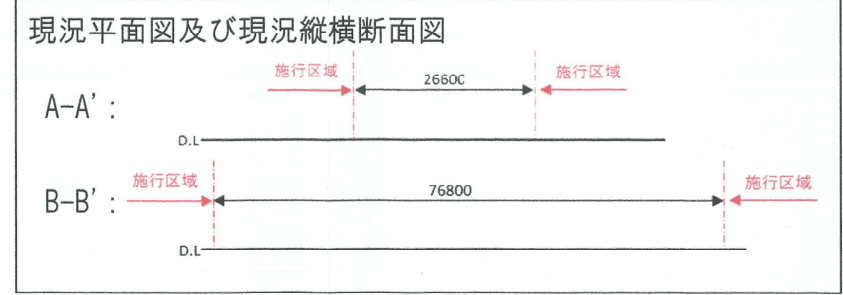 現況平面図及び現況縦横断面図
施行区域 26600 施行区域
A-A':
D.L
施行区域 76800 施行区域
B-B':
D.L